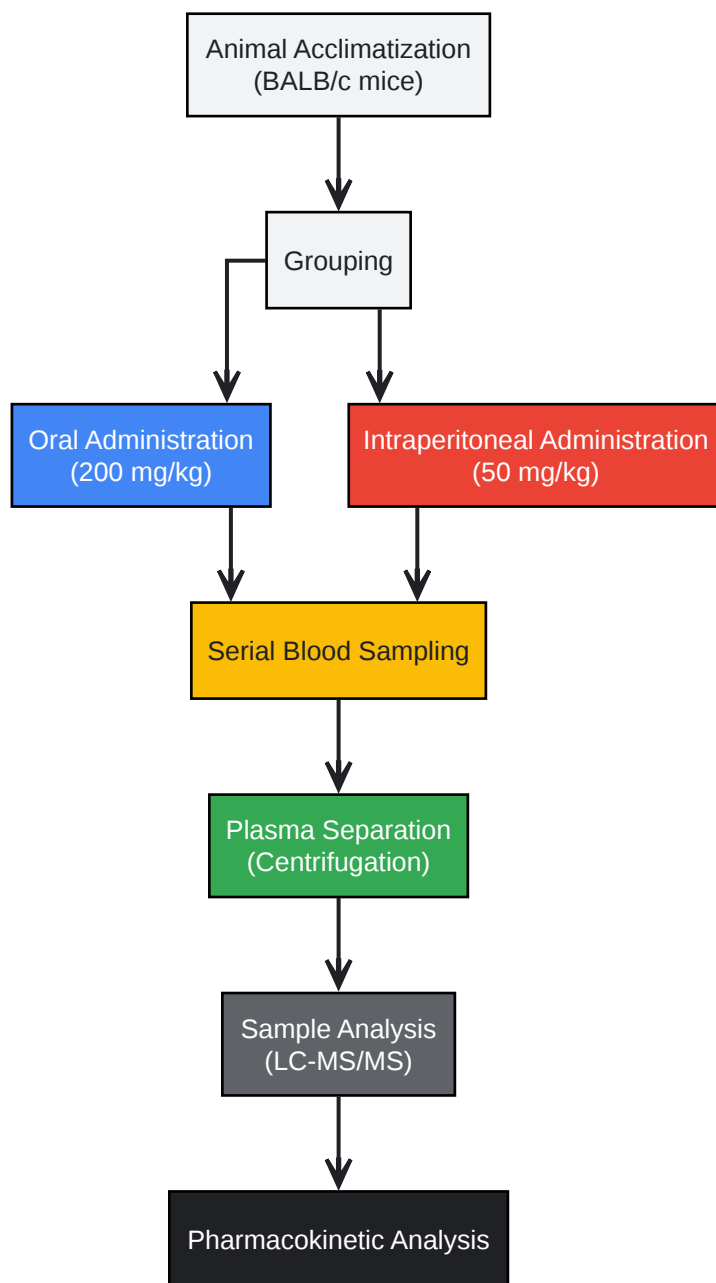 Animal Acclimatization
(BALB/c mice)
Grouping
Oral Administration
(200 mg/kg)
Intraperitoneal Administration
(50 mg/kg)
Serial Blood Sampling
Plasma Separation
(Centrifugation)
Sample Analysis
(LC-MS/MS)
Pharmacokinetic Analysis